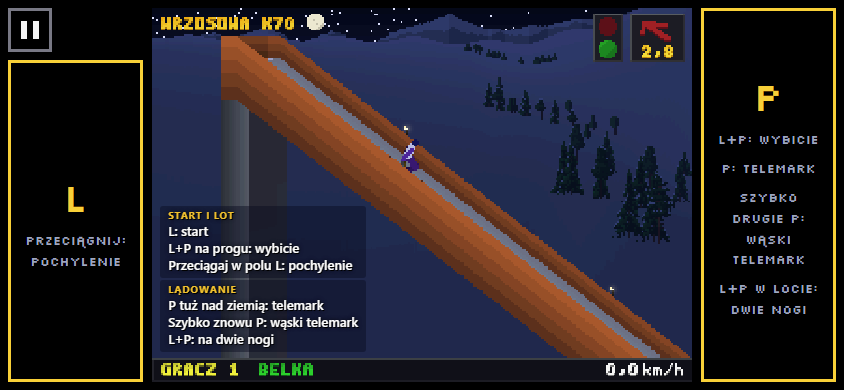 WRZOSOWA K70
2,8
L
PRZECIĄGNIJ:
POCHYLENIE
P
L+P: WYBICIE
P: TELEMARK
SZYBKO
DRUGIE P:
WĄSKI
TELEMARK
L+P W LOCIE:
DWIE NOGI
START I LOT
L: start
L+P na progu: wybicie
Przeciągaj w polu L: pochylenie
LĄDOWANIE
P tuż nad ziemią: telemark
Szybko znowu P: wąski telemark
L+P: na dwie nogi
GRACZ 1 BELKA 0,0 km/h